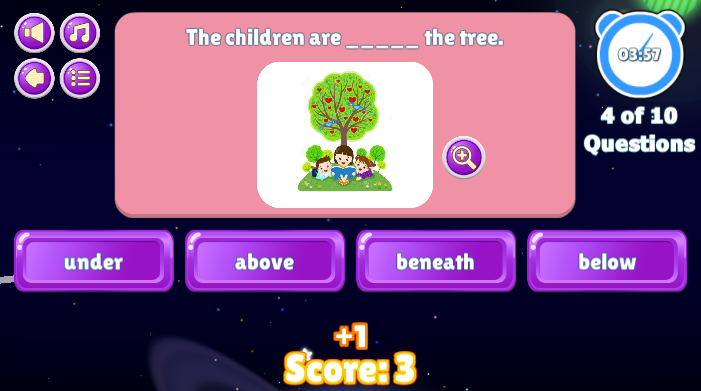 The children are _____ the tree.
03:57
4 of 10
Questions
under
above
beneath
below
+1
Score: 3